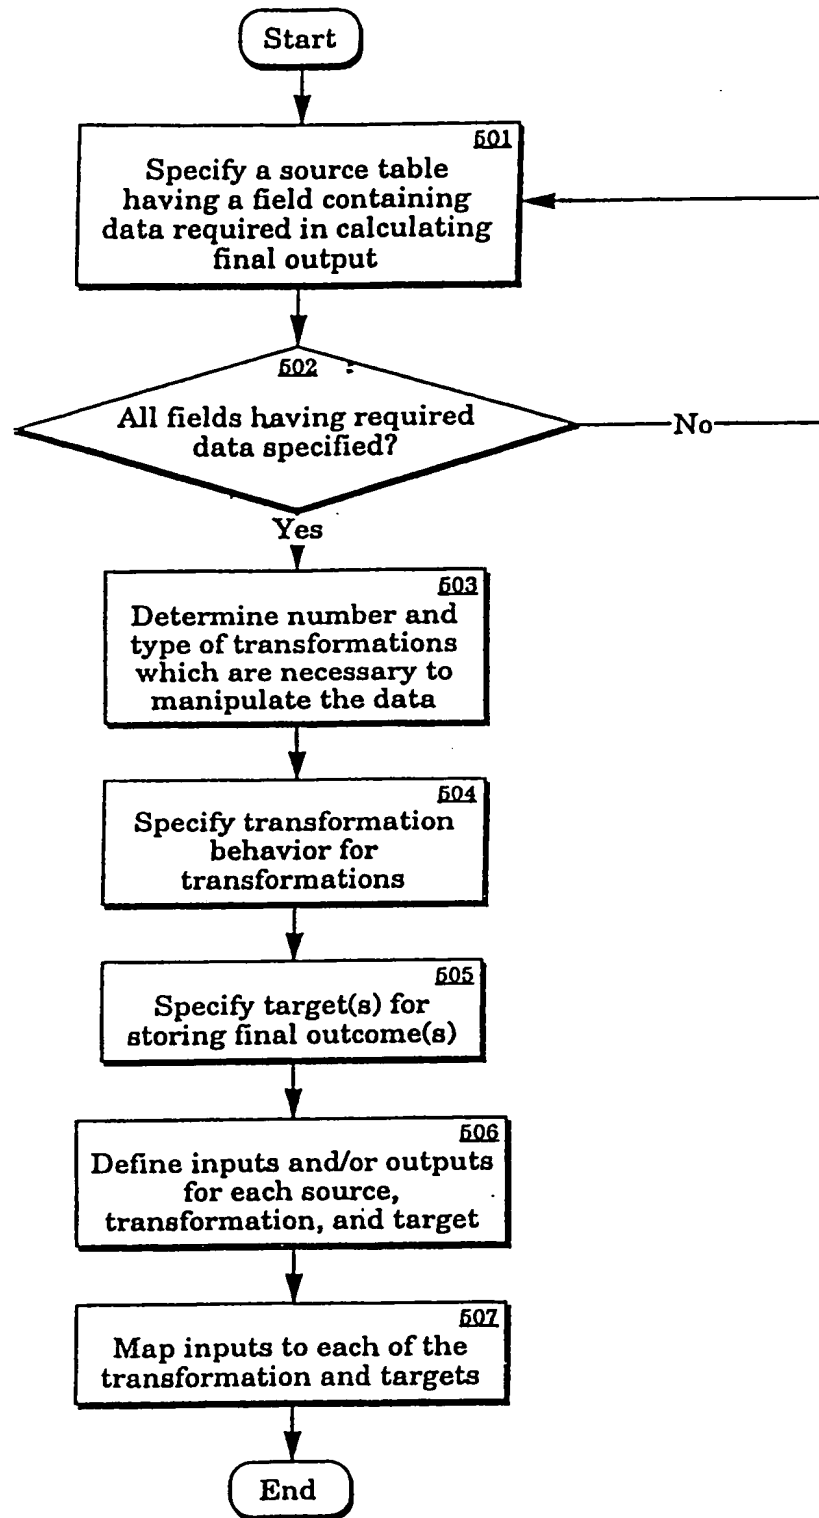 Start
501
Specify a source table
having a field containing
data required in calculating
final output
502
All fields having required
data specified?
No
Yes
503
Determine number and
type of transformations
which are necessary to
manipulate the data
504
Specify transformation
behavior for
transformations
505
Specify target(s) for
storing final outcome(s)
506
Define inputs and/or outputs
for each source,
transformation, and target
507
Map inputs to each of the
transformation and targets
End